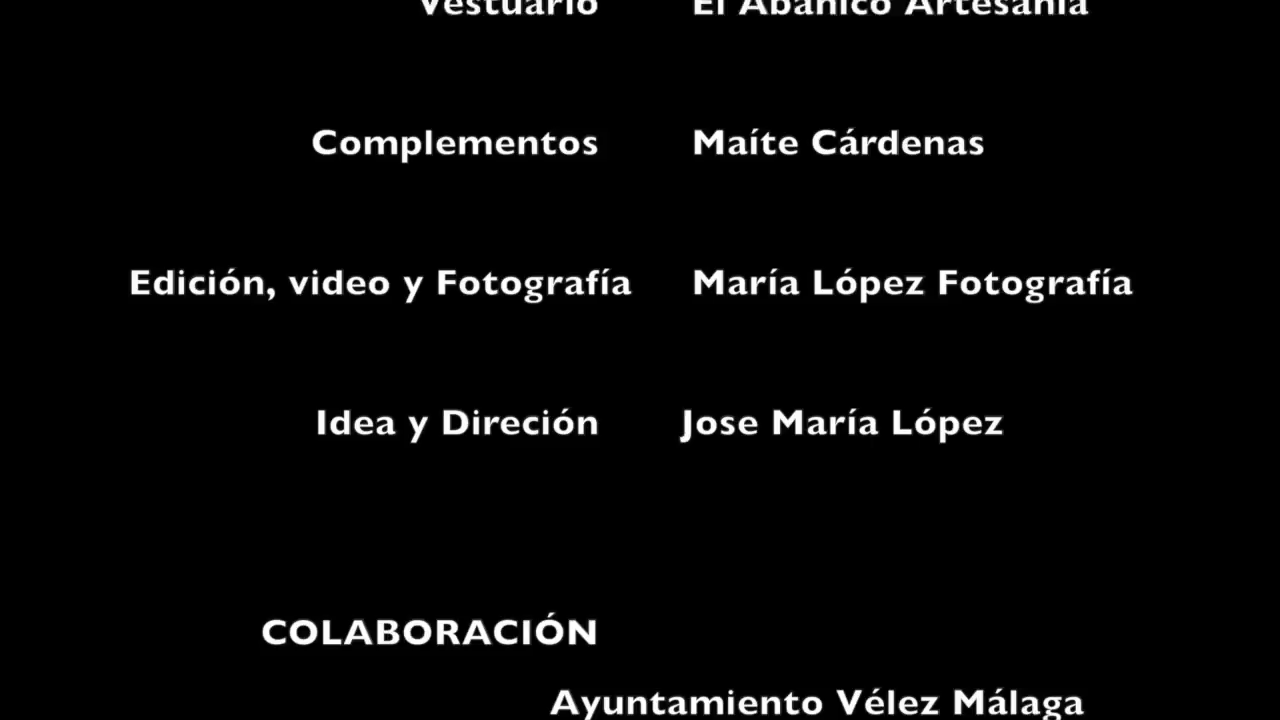 Vestuario El Abanico Artesanía
Complementos Maíte Cárdenas
Edición, video y Fotografía María López Fotografía
Idea y Direción Jose María López
COLABORACIÓN
Ayuntamiento Vélez Málaga